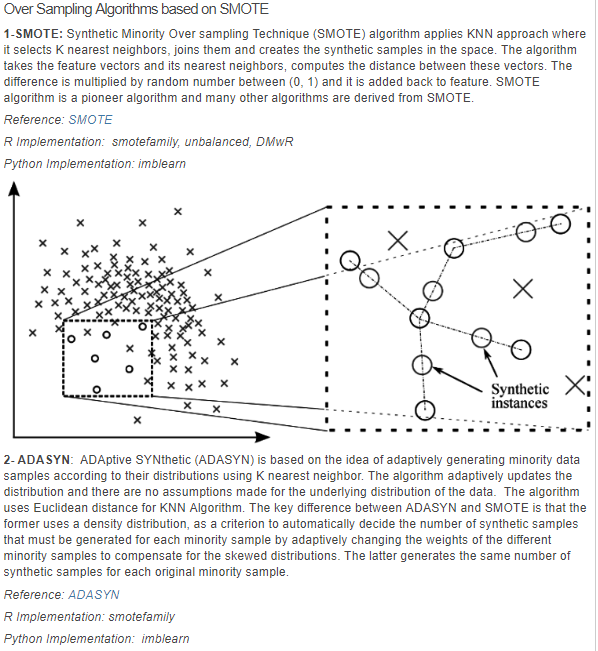 Over Sampling Algorithms based on SMOTE
1-SMOTE: Synthetic Minority Over sampling Technique (SMOTE) algorithm applies KNN approach where
it selects K nearest neighbors, joins them and creates the synthetic samples in the space. The algorithm
takes the feature vectors and its nearest neighbors, computes the distance between these vectors. The
difference is multiplied by random number between (0, 1) and it is added back to feature. SMOTE
algorithm is a pioneer algorithm and many other algorithms are derived from SMOTE.
Reference: SMOTE
R Implementation: smotefamily, unbalanced, DMwR
Python Implementation: imblearn
Synthetic
instances
2- ADASYN: ADAptive SYNthetic (ADASYN) is based on the idea of adaptively generating minority data
samples according to their distributions using K nearest neighbor. The algorithm adaptively updates the
distribution and there are no assumptions made for the underlying distribution of the data. The algorithm
uses Euclidean distance for KNN Algorithm. The key difference between ADASYN and SMOTE is that the
former uses a density distribution, as a criterion to automatically decide the number of synthetic samples
that must be generated for each minority sample by adaptively changing the weights of the different
minority samples to compensate for the skewed distributions. The latter generates the same number of
synthetic samples for each original minority sample.
Reference: ADASYN
R Implementation: smotefamily
Python Implementation: imblearn